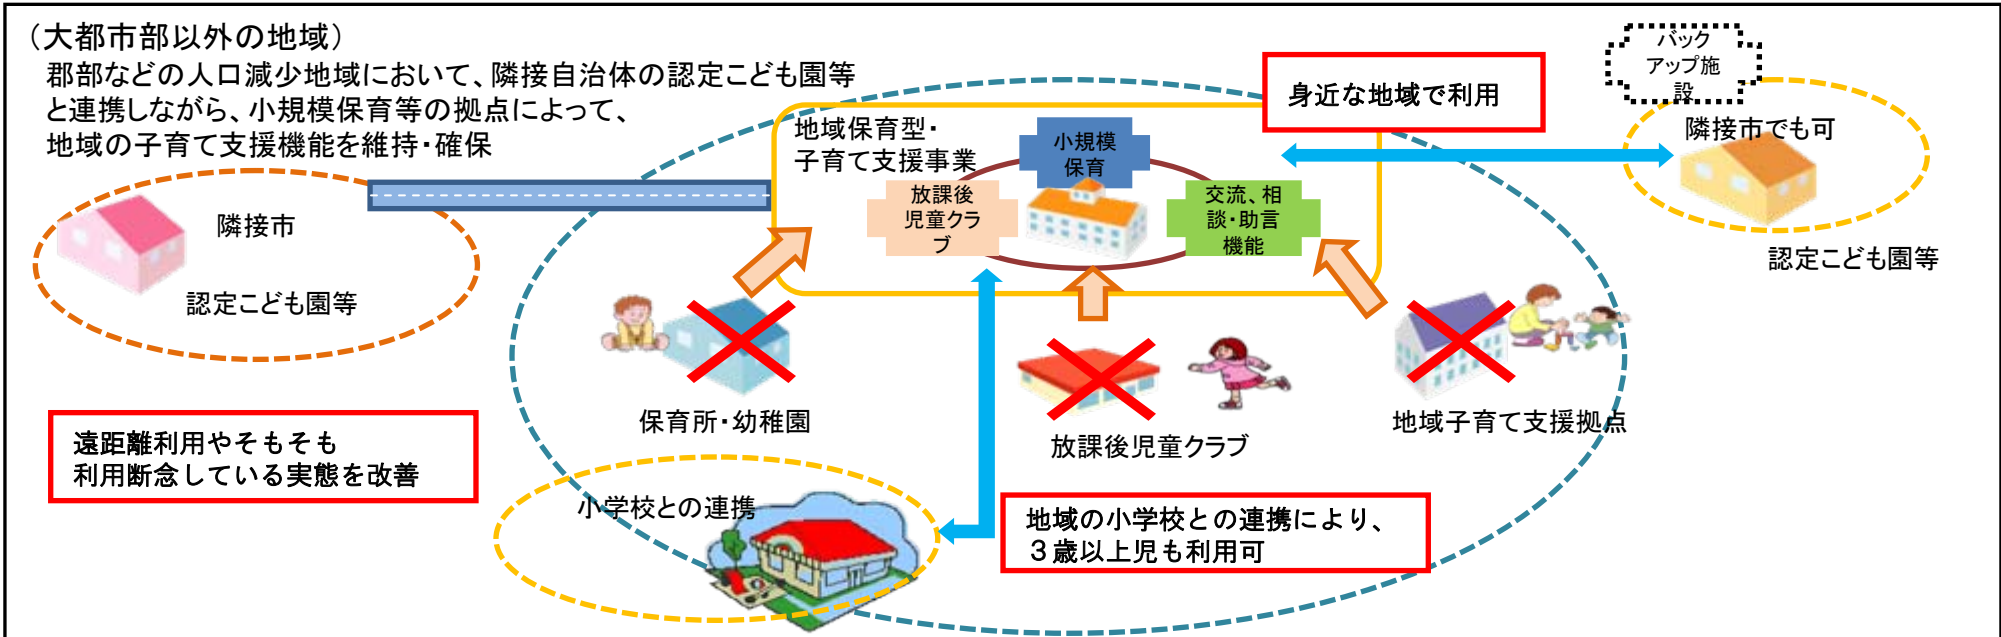 （大都市部以外の地域）
郡部などの人口減少地域において、隣接自治体の認定こども園等
と連携しながら、小規模保育等の拠点によって、
地域の子育て支援機能を維持・確保
バック
アップ施
設
身近な地域で利用
隣接市でも可
認定こども園等
地域保育型・
子育て支援事業
小規模
保育
放課後
児童クラ
ブ
交流、相
談・助言
機能
隣接市
認定こども園等
保育所・幼稚園
放課後児童クラブ
地域子育て支援拠点
遠距離利用やそもそも
利用断念している実態を改善
小学校との連携
地域の小学校との連携により、
３歳以上児も利用可